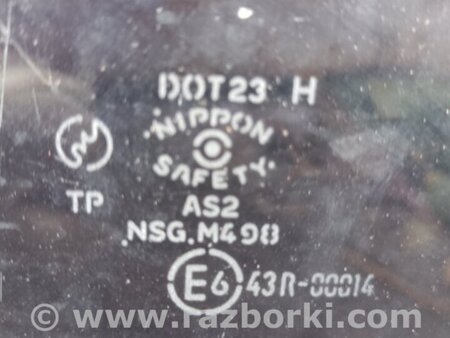 DOT23 H
NIPPON
SAFETY
TP
AS2
NSG.M498
E6 43R-00014
© www.razborki.com